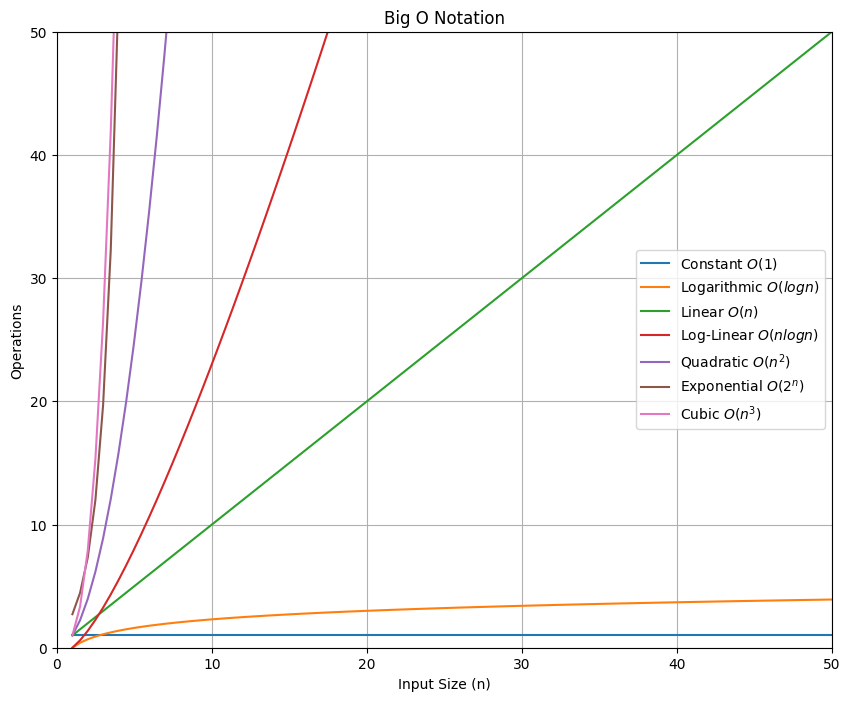 Big O Notation
50
40
30
20
10
0
Operations
Constant O(1)
Logarithmic O(logn)
Linear O(n)
Log-Linear O(nlogn)
Quadratic O(n²)
Exponential O(2ⁿ)
Cubic O(n³)
0 10 20 30 40 50
Input Size (n)